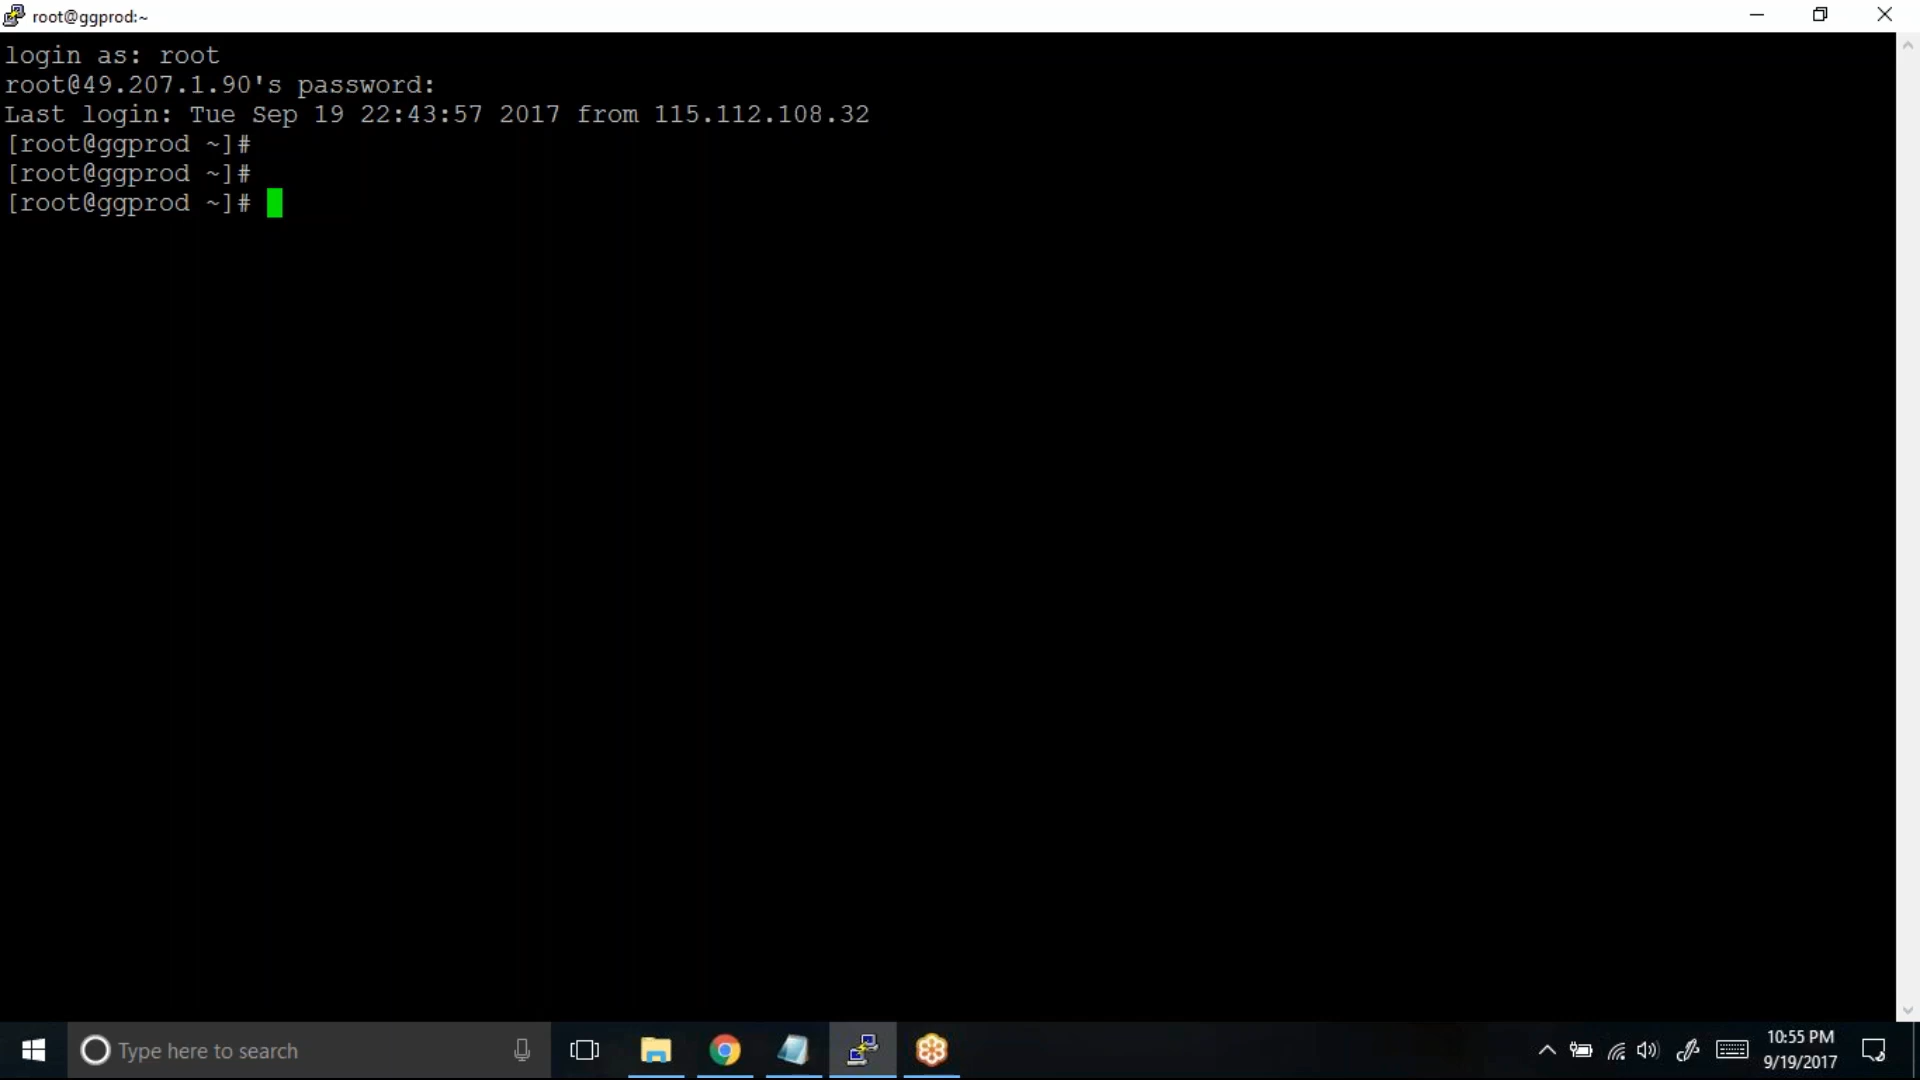 root@ggprod:~
login as: root
root@49.207.1.90's password:
Last login: Tue Sep 19 22:43:57 2017 from 115.112.108.32
[root@ggprod ~]#
[root@ggprod ~]#
[root@ggprod ~]#
Type here to search
10:55 PM
9/19/2017